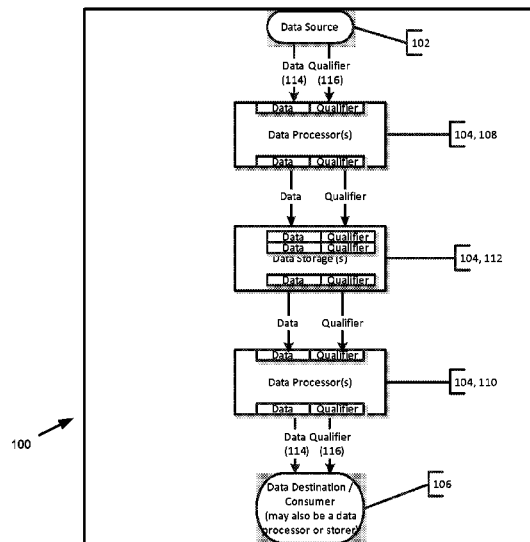 Data Source
102
Data Qualifier
(114) (116)
Data Qualifier
Data Processor(s)
104, 108
Data Qualifier
Data Qualifier
Data Qualifier
Data Qualifier
Data Storage(s)
104, 112
Data Qualifier
Data Qualifier
Data Qualifier
Data Processor(s)
104, 110
Data Qualifier
100
Data Qualifier
(114) (116)
Data Destination /
Consumer
106
(may also be a data
processor or storer)